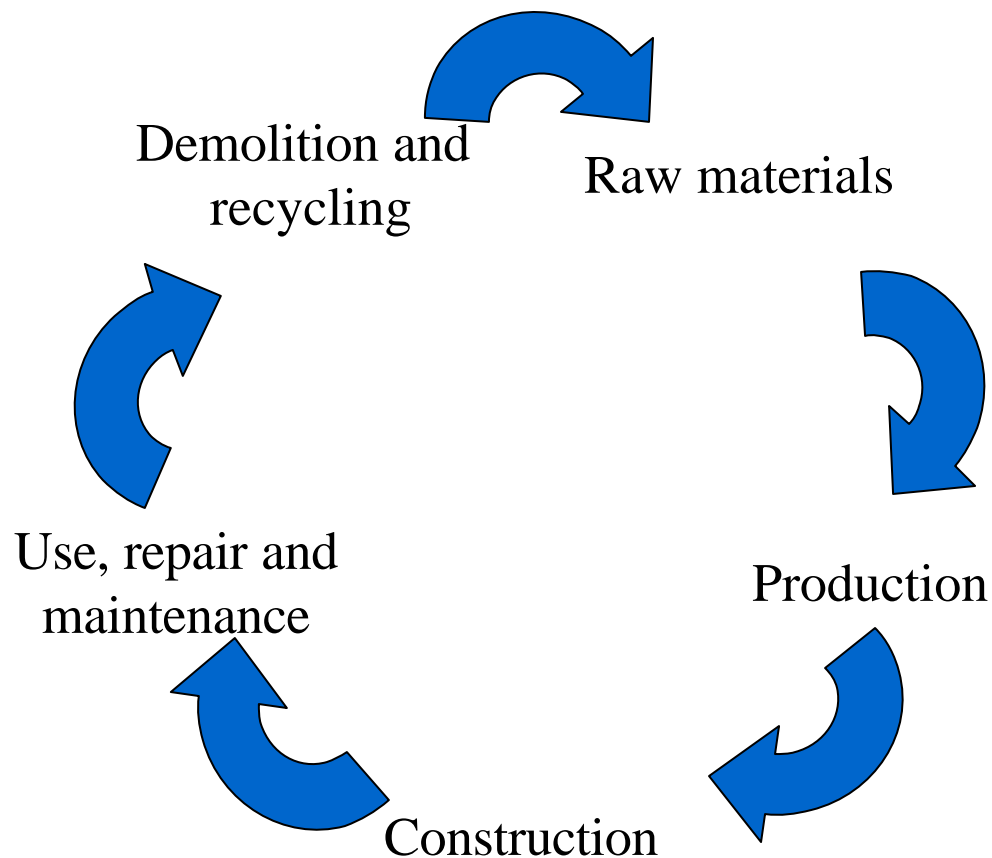 Demolition and
recycling
Raw materials
Use, repair and
maintenance
Production
Construction